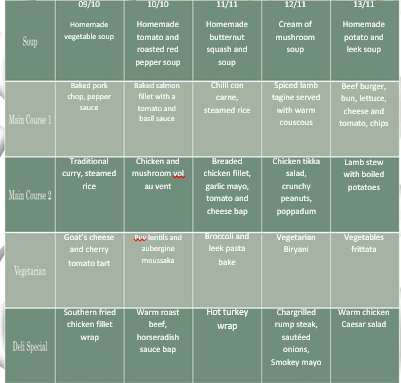 09/10 10/10 11/11 12/11 13/11
Soup
Homemade
vegetable soup
Homemade
tomato and
roasted red
pepper soup
Homemade
butternut
squash and
soup
Cream of
mushroom
soup
Homemade
potato and
leek soup
Main Course 1
Baked pork
chop, pepper
sauce
Baked salmon
fillet with a
tomato and
basil sauce
Chilli con
carne,
steamed rice
Spiced lamb
tagine served
with warm
couscous
Beef burger,
bun, lettuce,
cheese and
tomato, chips
Main Course 2
Traditional
curry, steamed
rice
Chicken and
mushroom vol
au vent
Breaded
chicken fillet,
garlic mayo,
tomato and
cheese bap
Chicken tikka
salad,
crunchy
peanuts,
poppadum
Lamb stew
with boiled
potatoes
Vegetarian
Goat's cheese
and cherry
tomato tart
Puy lentils and
aubergine
moussaka
Broccoli and
leek pasta
bake
Vegetarian
Biryani
Vegetables
frittata
Deli Special
Southern fried
chicken fillet
wrap
Warm roast
beef,
horseradish
sauce bap
Hot turkey
wrap
Chargrilled
rump steak,
sautéed
onions,
Smokey mayo
Warm chicken
Caesar salad